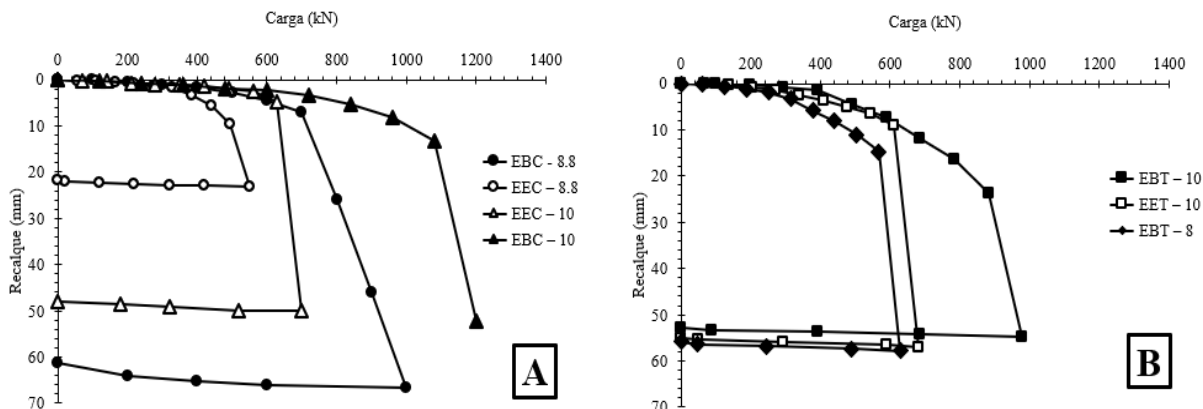 Carga (kN)
0 200 400 600 800 1000 1200 1400
0
10
20
30
40
50
60
70
Recalque (mm)
EBC - 8.8
EEC – 8.8
EEC – 10
EBC – 10
A
Carga (kN)
0 200 400 600 800 1000 1200 1400
0
10
20
30
40
50
60
70
Recalque (mm)
EBT – 10
EET – 10
EBT – 8
B